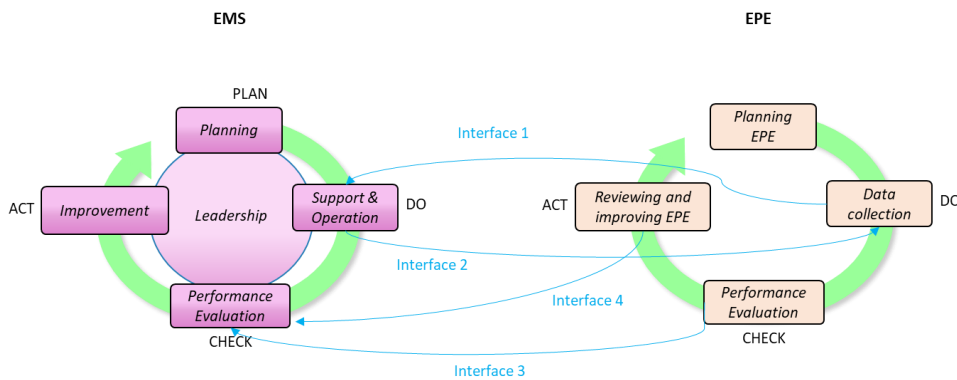 EMS
EPE
PLAN
Planning
Planning
EPE
Interface 1
ACT
Improvement
Leadership
Support &
Operation
DO
ACT
Reviewing and
improving EPE
Data
collection
DO
Interface 2
Performance
Evaluation
Interface 4
Performance
Evaluation
CHECK
CHECK
Interface 3